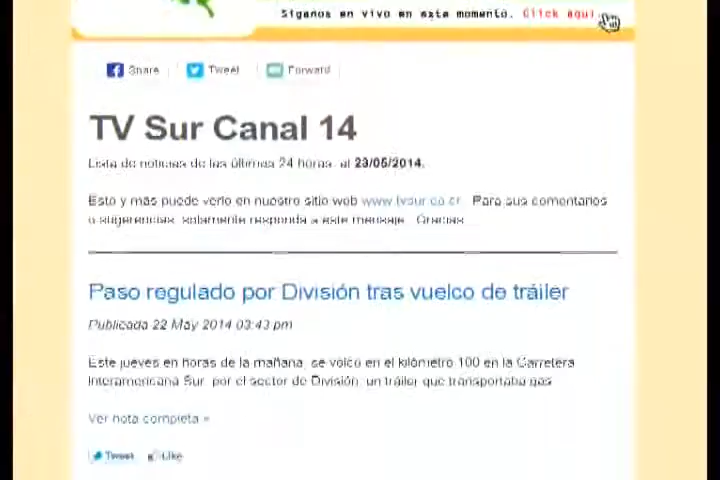 Síganos en vivo en este momento. Click aquí.
Share Tweet Forward
TV Sur Canal 14
Lista de noticias de las últimas 24 horas, al 23/05/2014.
Esto y más puede verlo en nuestro sitio web www.tvsur.co.cr Para sus comentarios
o sugerencias, solamente responda a este mensaje. Gracias.
Paso regulado por División tras vuelco de tráiler
Publicada 22 May 2014 03:43 pm
Este jueves en horas de la mañana, se volcó en el kilómetro 100 en la Carretera
Interamericana Sur, por el sector de División, un tráiler que transportaba gas
Ver nota completa »
Tweet Like